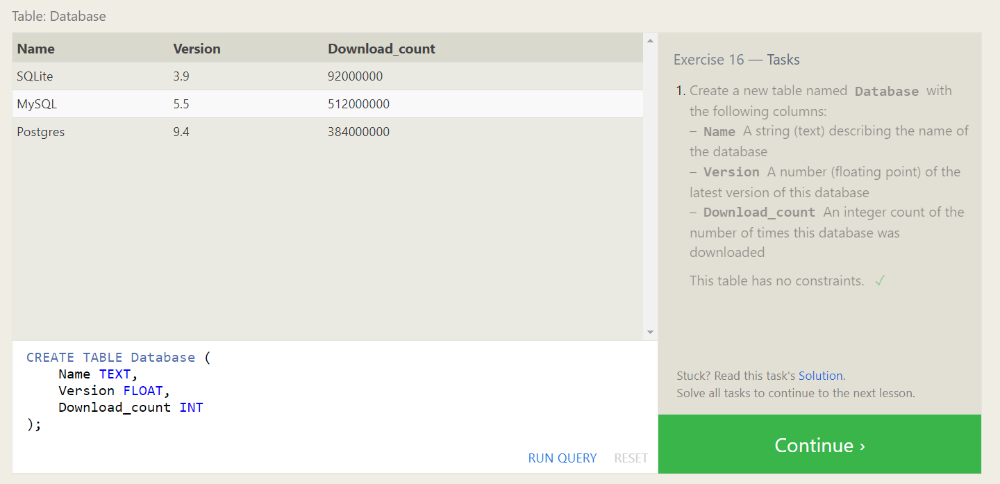 Table: Database
Name Version Download_count
SQLite 3.9 92000000
MySQL 5.5 512000000
Postgres 9.4 384000000
CREATE TABLE Database (
    Name TEXT,
    Version FLOAT,
    Download_count INT
);
RUN QUERY RESET
Exercise 16 — Tasks
1. Create a new table named Database with
the following columns:
– Name A string (text) describing the name of
the database
– Version A number (floating point) of the
latest version of this database
– Download_count An integer count of the
number of times this database was
downloaded
This table has no constraints. ✓
Stuck? Read this task's Solution.
Solve all tasks to continue to the next lesson.
Continue ›